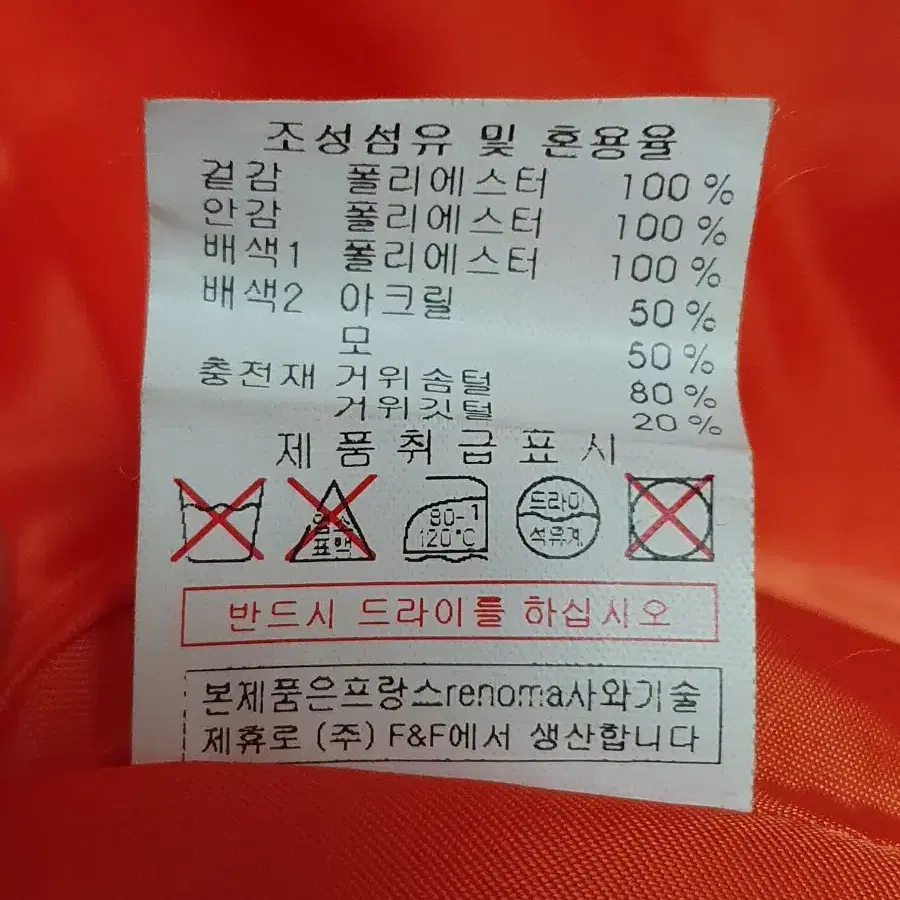 조성섬유 및 혼용율
겉감 폴리에스터 100%
안감 폴리에스터 100%
배색1 폴리에스터 100%
배색2 아크릴 50%
모 50%
충전재 거위솜털 80%
거위깃털 20%
제품취급표시
염소
표백
80-1
120℃
드라이
석유계
반드시 드라이를 하십시오
본제품은프랑스renoma사와기술
제휴로 (주) F&F에서 생산합니다